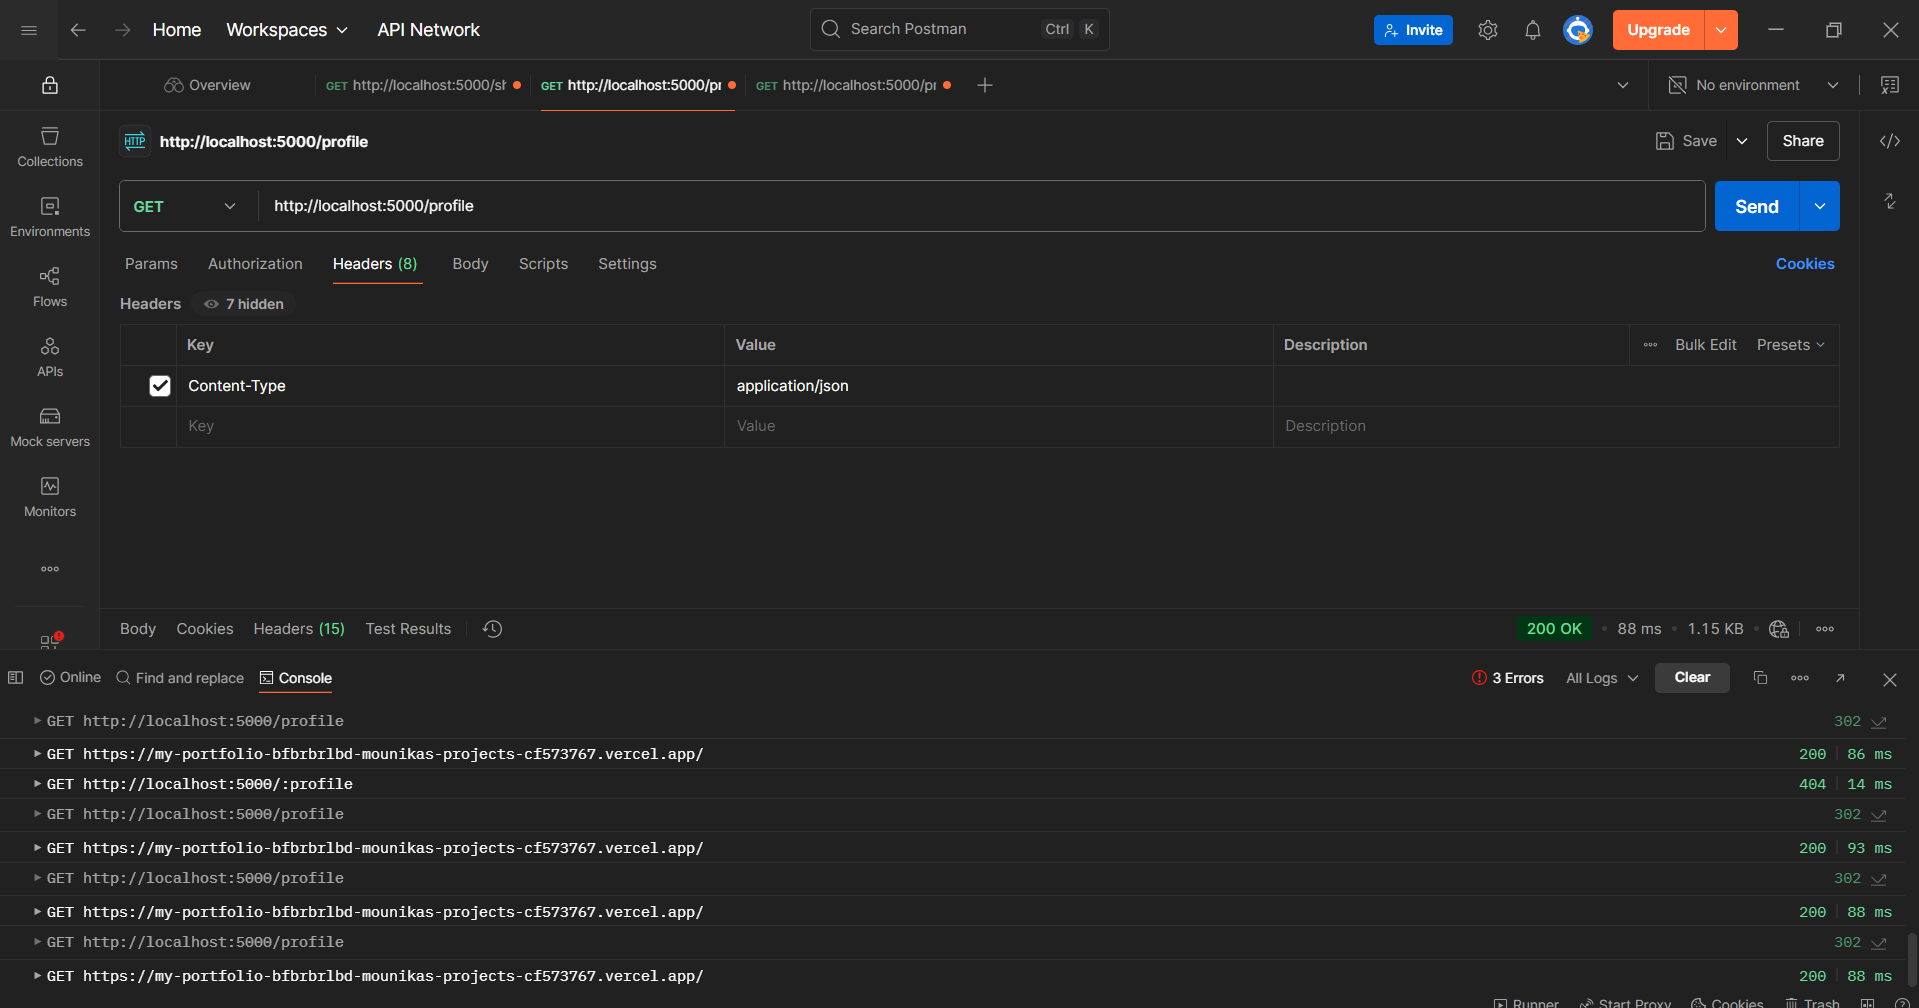 Home Workspaces API Network Search Postman Ctrl K Invite Upgrade
Overview GET http://localhost:5000/sh GET http://localhost:5000/pr GET http://localhost:5000/pr No environment
HTTP http://localhost:5000/profile Save Share
GET http://localhost:5000/profile Send
Params Authorization Headers (8) Body Scripts Settings Cookies
Headers 7 hidden
Key Value Description Bulk Edit Presets
Content-Type application/json
Key Value Description
Collections
Environments
Flows
APIs
Mock servers
Monitors
Body Cookies Headers (15) Test Results 200 OK 88 ms 1.15 KB
Online Find and replace Console 3 Errors All Logs Clear
GET http://localhost:5000/profile 302
GET https://my-portfolio-bfbrbrlbd-mounikas-projects-cf573767.vercel.app/ 200 86 ms
GET http://localhost:5000/:profile 404 14 ms
GET http://localhost:5000/profile 302
GET https://my-portfolio-bfbrbrlbd-mounikas-projects-cf573767.vercel.app/ 200 93 ms
GET http://localhost:5000/profile 302
GET https://my-portfolio-bfbrbrlbd-mounikas-projects-cf573767.vercel.app/ 200 88 ms
GET http://localhost:5000/profile 302
GET https://my-portfolio-bfbrbrlbd-mounikas-projects-cf573767.vercel.app/ 200 88 ms
Runner Start Proxy Cookies Trash